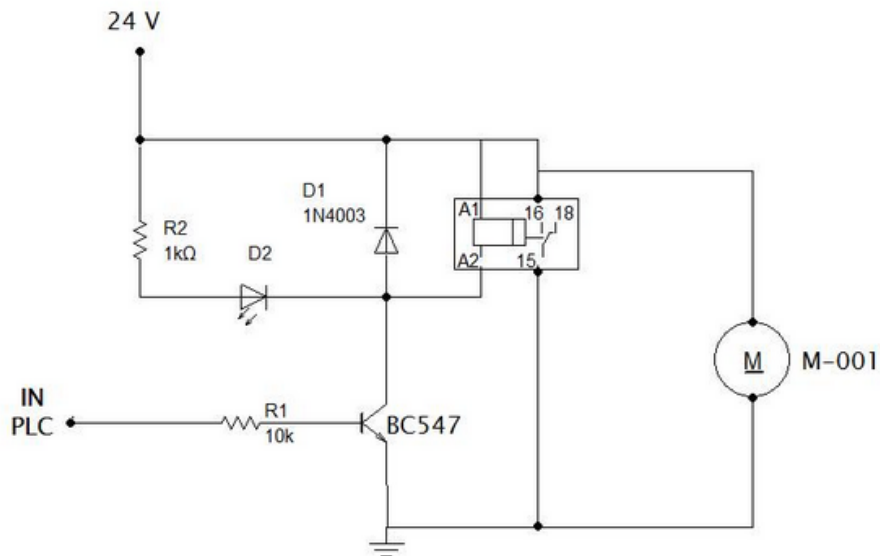 24 V
D1
1N4003
A1
16 18
R2
1kΩ
D2
A2
15
M
M-001
IN
PLC
R1
10k
BC547